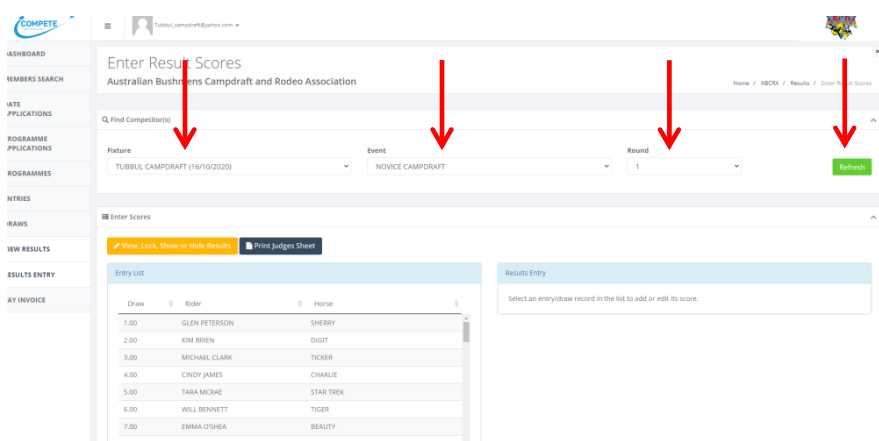 COMPETE
Tubbul_campdraft@yahoo.com
DASHBOARD
MEMBERS SEARCH
DATE
APPLICATIONS
PROGRAMME
APPLICATIONS
PROGRAMMES
ENTRIES
DRAWS
VIEW RESULTS
RESULTS ENTRY
PAY INVOICE
Enter Result Scores
Australian Bushmens Campdraft and Rodeo Association
Home / ABCRA / Results / Enter Result Scores
Find Competitor(s)
Fixture Event Round
TUBBUL CAMPDRAFT (16/10/2020) NOVICE CAMPDRAFT 1 Refresh
Enter Scores
View, Lock, Show or Hide Results Print Judges Sheet
Entry List
Draw Rider Horse
1.00 GLEN PETERSON SHERRY
2.00 KIM BRIEN DIGIT
3.00 MICHAEL CLARK TICKER
4.00 CINDY JAMES CHARLIE
5.00 TARA MCRAE STAR TREK
6.00 WILL BENNETT TIGER
7.00 EMMA O'SHEA BEAUTY
Results Entry
Select an entry/draw record in the list to add or edit its score.